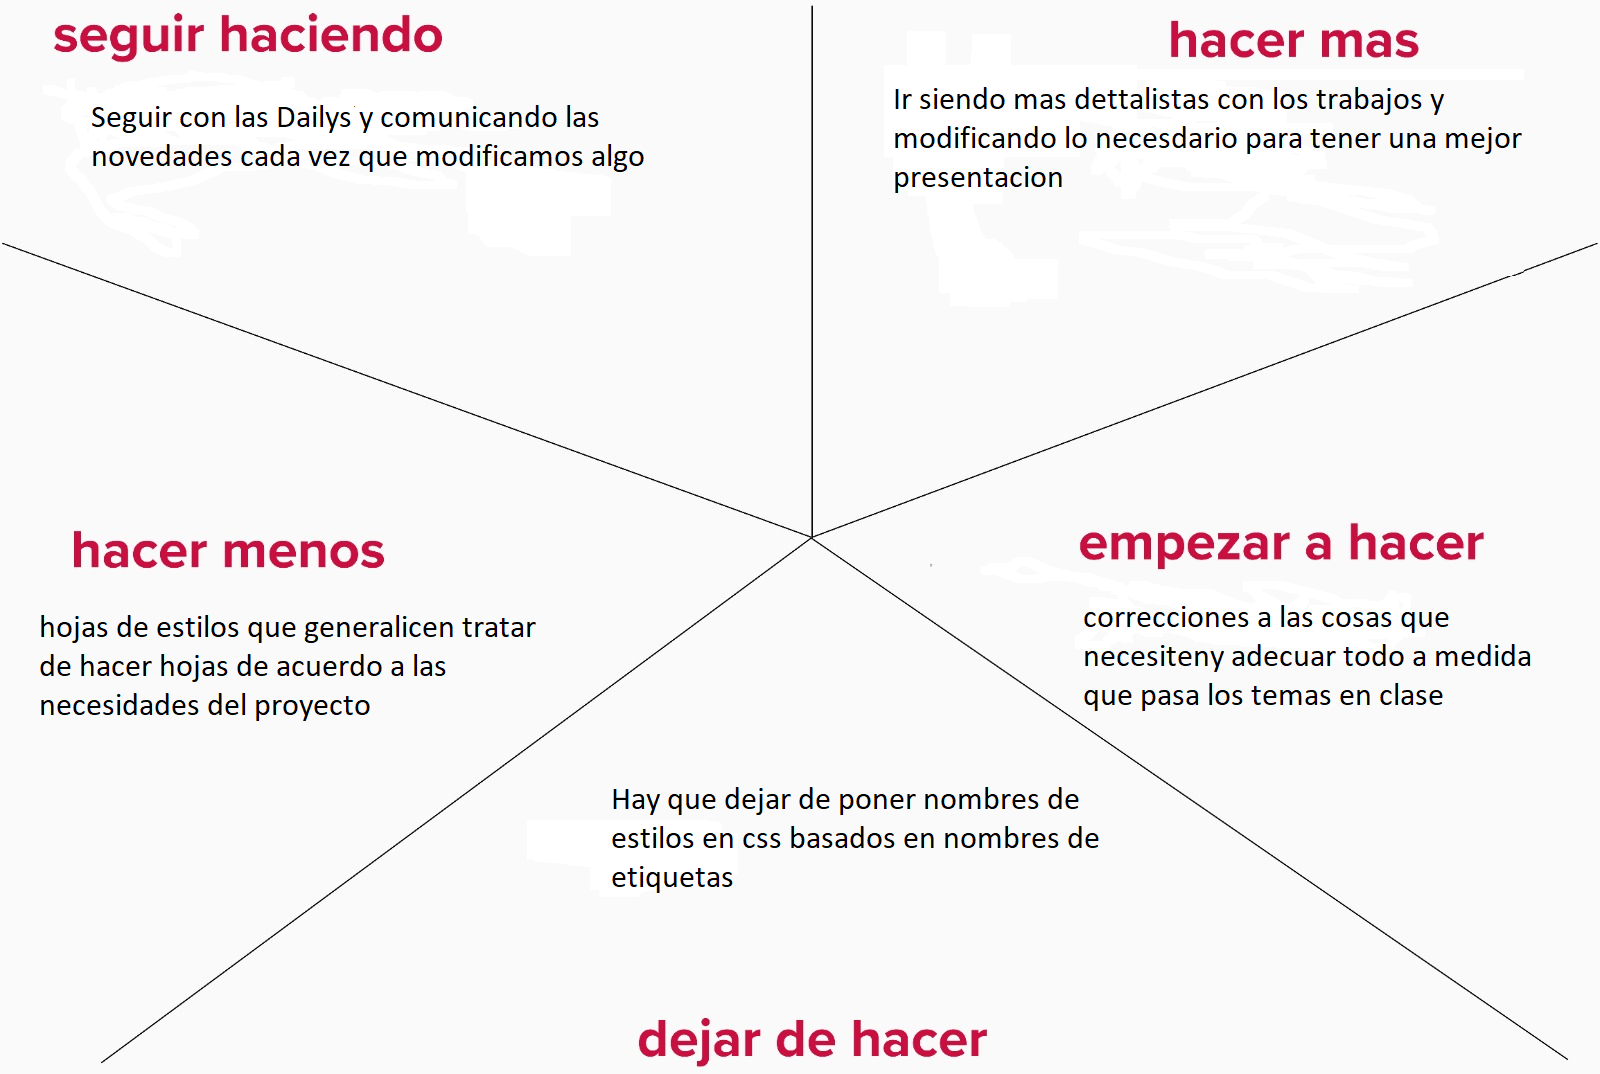 seguir haciendo
Seguir con las Dailys y comunicando las
novedades cada vez que modificamos algo
hacer mas
Ir siendo mas dettalistas con los trabajos y
modificando lo necesdario para tener una mejor
presentacion
hacer menos
hojas de estilos que generalicen tratar
de hacer hojas de acuerdo a las
necesidades del proyecto
empezar a hacer
correcciones a las cosas que
necesiteny adecuar todo a medida
que pasa los temas en clase
Hay que dejar de poner nombres de
estilos en css basados en nombres de
etiquetas
dejar de hacer